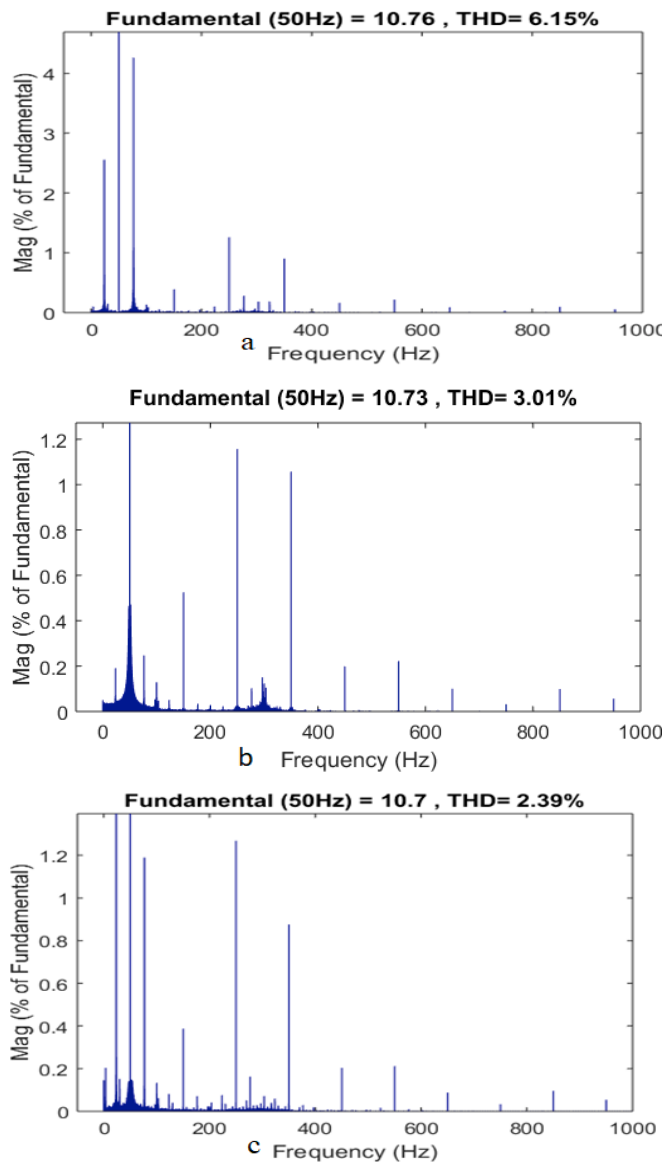 Fundamental (50Hz) = 10.76 , THD= 6.15%
Mag (% of Fundamental)
4
3
2
1
0
0 200 400 600 800 1000
a
Frequency (Hz)
Fundamental (50Hz) = 10.73 , THD= 3.01%
Mag (% of Fundamental)
1.2
1
0.8
0.6
0.4
0.2
0
0 200 400 600 800 1000
b
Frequency (Hz)
Fundamental (50Hz) = 10.7 , THD= 2.39%
Mag (% of Fundamental)
1.2
1
0.8
0.6
0.4
0.2
0
0 200 400 600 800 1000
c
Frequency (Hz)